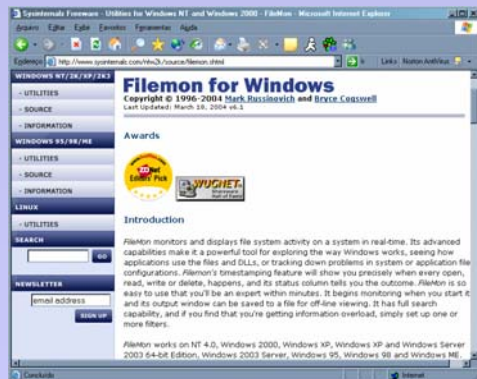 Sysinternals Freeware - Utilities for Windows NT and Windows 2000 - FileMon - Microsoft Internet Explorer
Arquivo Editar Exibir Favoritos Ferramentas Ajuda
Endereço http://www.sysinternals.com/ntw2k/source/filemon.shtml Ir Links Norton AntiVirus
WINDOWS NT/2K/XP/2K3
- UTILITIES
- SOURCE
- INFORMATION
WINDOWS 95/98/ME
- UTILITIES
- SOURCE
- INFORMATION
LINUX
- UTILITIES
SEARCH
GO
NEWSLETTER
email address
SIGN UP
Filemon for Windows
Copyright © 1996-2004 Mark Russinovich and Bryce Cogswell
Last Updated: March 10, 2004 v6.1
Awards
ZDNet
Editors' Pick
WUGNET
Shareware
Hall of Fame
Introduction
FileMon monitors and displays file system activity on a system in real-time. Its advanced
capabilities make it a powerful tool for exploring the way Windows works, seeing how
applications use the files and DLLs, or tracking down problems in system or application file
configurations. Filemon's timestamping feature will show you precisely when every open,
read, write or delete, happens, and its status column tells you the outcome. FileMon is so
easy to use that you'll be an expert within minutes. It begins monitoring when you start it
and its output window can be saved to a file for off-line viewing. It has full search
capability, and if you find that you're getting information overload, simply set up one or
more filters.
FileMon works on NT 4.0, Windows 2000, Windows XP, Windows XP and Windows Server
2003 64-bit Edition, Windows 2003 Server, Windows 95, Windows 98 and Windows ME.
Concluído
Internet